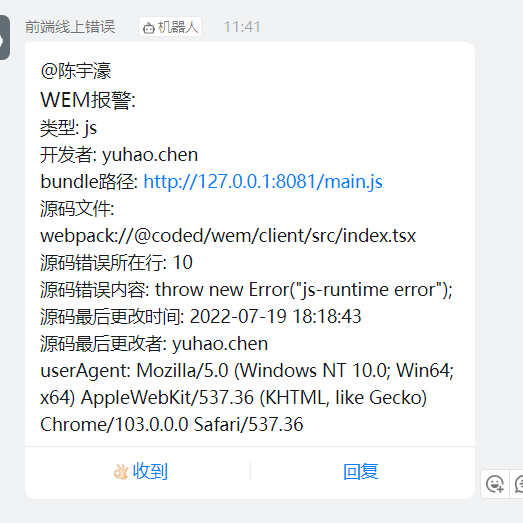 前端线上错误 机器人 11:41
@陈宇濠
WEM报警:
类型: js
开发者: yuhao.chen
bundle路径: http://127.0.0.1:8081/main.js
源码文件:
webpack://@coded/wem/client/src/index.tsx
源码错误所在行: 10
源码错误内容: throw new Error("js-runtime error");
源码最后更改时间: 2022-07-19 18:18:43
源码最后更改者: yuhao.chen
userAgent: Mozilla/5.0 (Windows NT 10.0; Win64;
x64) AppleWebKit/537.36 (KHTML, like Gecko)
Chrome/103.0.0.0 Safari/537.36
👌🏻收到 回复